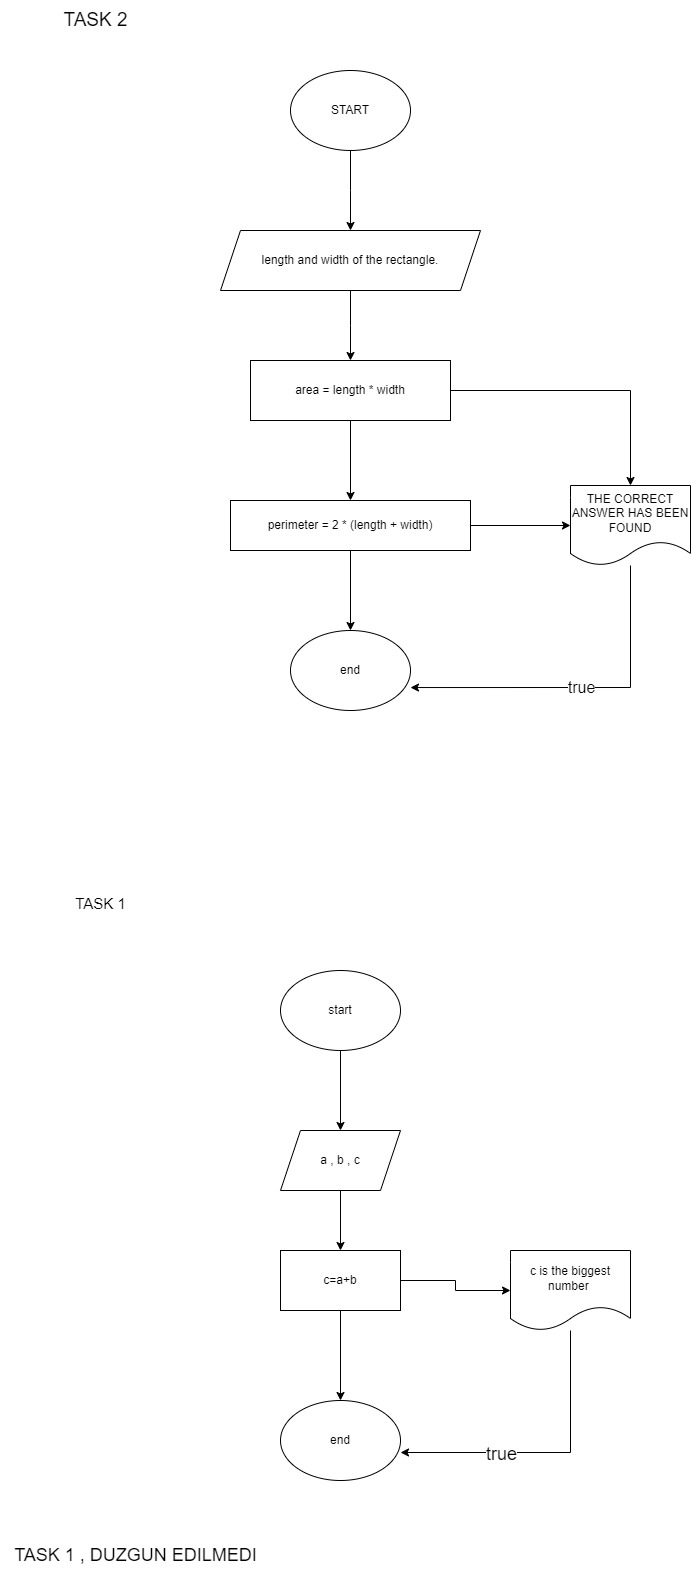 TASK 2
START
length and width of the rectangle.
area = length * width
THE CORRECT
ANSWER HAS BEEN
FOUND
perimeter = 2 * (length + width)
end
true
TASK 1
start
a , b , c
c=a+b
c is the biggest
number
end
true
TASK 1 , DUZGUN EDILMEDI